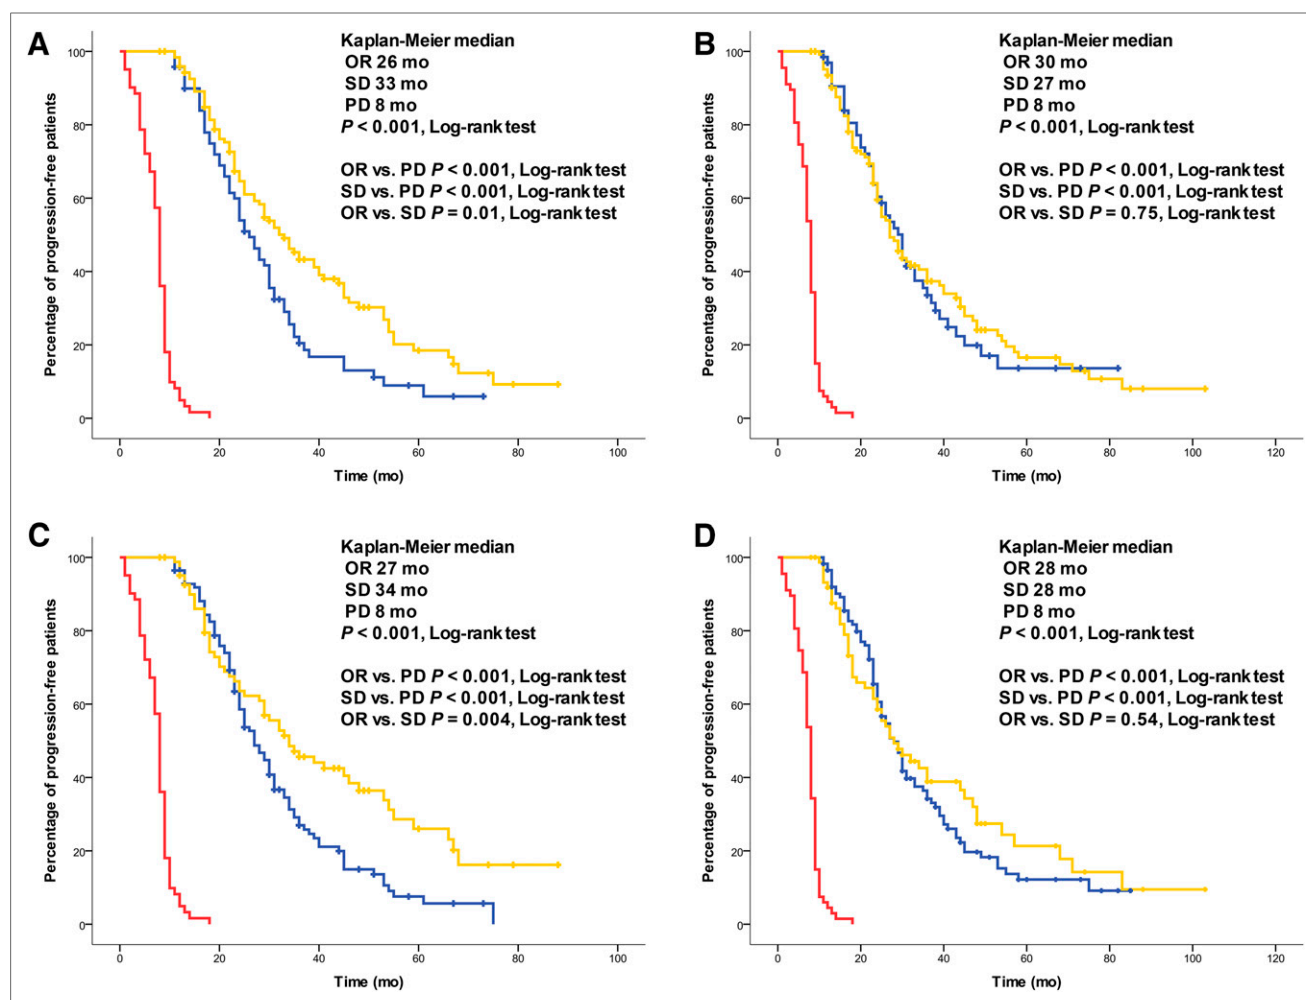 A
Kaplan-Meier median
OR 26 mo
SD 33 mo
PD 8 mo
P < 0.001, Log-rank test
OR vs. PD P < 0.001, Log-rank test
SD vs. PD P < 0.001, Log-rank test
OR vs. SD P = 0.01, Log-rank test
Percentage of progression-free patients
100
80
60
40
20
0
0 20 40 60 80 100
Time (mo)
B
Kaplan-Meier median
OR 30 mo
SD 27 mo
PD 8 mo
P < 0.001, Log-rank test
OR vs. PD P < 0.001, Log-rank test
SD vs. PD P < 0.001, Log-rank test
OR vs. SD P = 0.75, Log-rank test
Percentage of progression-free patients
100
80
60
40
20
0
0 20 40 60 80 100 120
Time (mo)
C
Kaplan-Meier median
OR 27 mo
SD 34 mo
PD 8 mo
P < 0.001, Log-rank test
OR vs. PD P < 0.001, Log-rank test
SD vs. PD P < 0.001, Log-rank test
OR vs. SD P = 0.004, Log-rank test
Percentage of progression-free patients
100
80
60
40
20
0
0 20 40 60 80 100
Time (mo)
D
Kaplan-Meier median
OR 28 mo
SD 28 mo
PD 8 mo
P < 0.001, Log-rank test
OR vs. PD P < 0.001, Log-rank test
SD vs. PD P < 0.001, Log-rank test
OR vs. SD P = 0.54, Log-rank test
Percentage of progression-free patients
100
80
60
40
20
0
0 20 40 60 80 100 120
Time (mo)